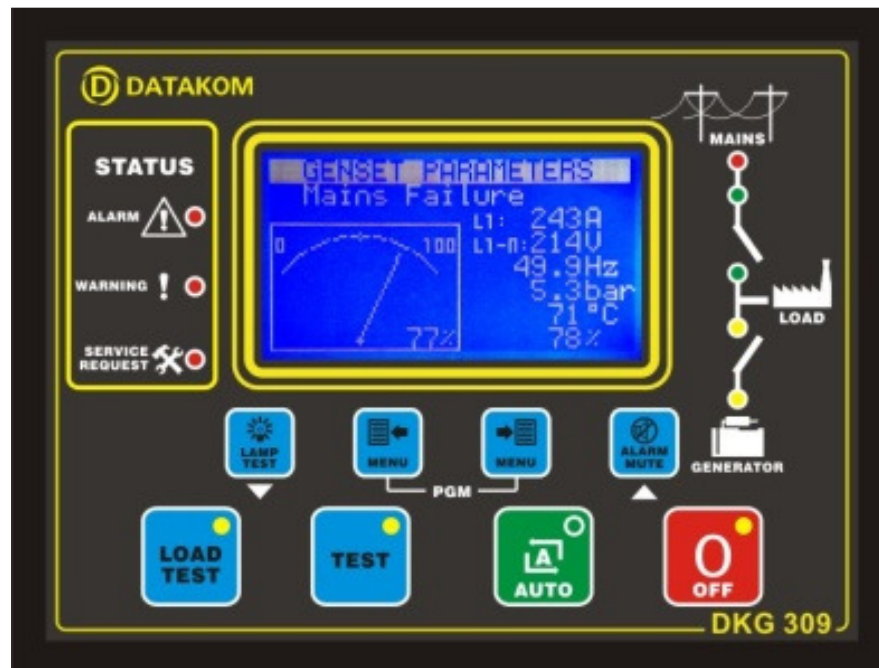 DATAKOM
STATUS
ALARM
WARNING !
SERVICE
REQUEST
GENSET PARAMETERS
Mains Failure
L1: 243A
0 100 L1-n:214V
49.9Hz
5.3bar
71°C
77% 78%
MAINS
LOAD
GENERATOR
LAMP
TEST
MENU
MENU
ALARM
MUTE
PGM
LOAD
TEST
TEST
A
AUTO
0
OFF
DKG 309